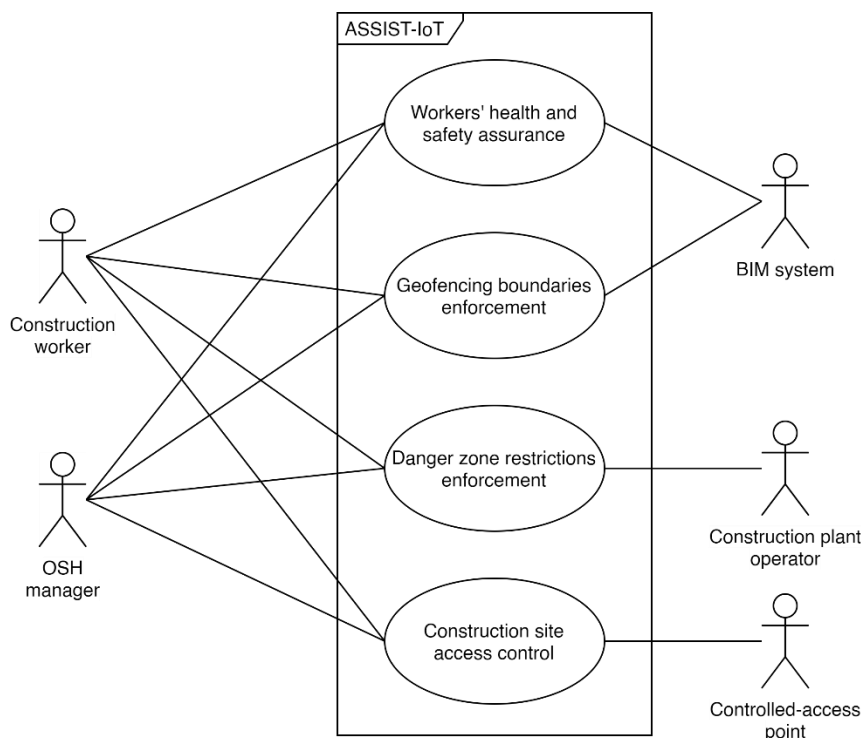 ASSIST-IoT
Workers' health and
safety assurance
Construction
worker
Geofencing boundaries
enforcement
BIM system
OSH
manager
Danger zone restrictions
enforcement
Construction plant
operator
Construction site
access control
Controlled-access
point